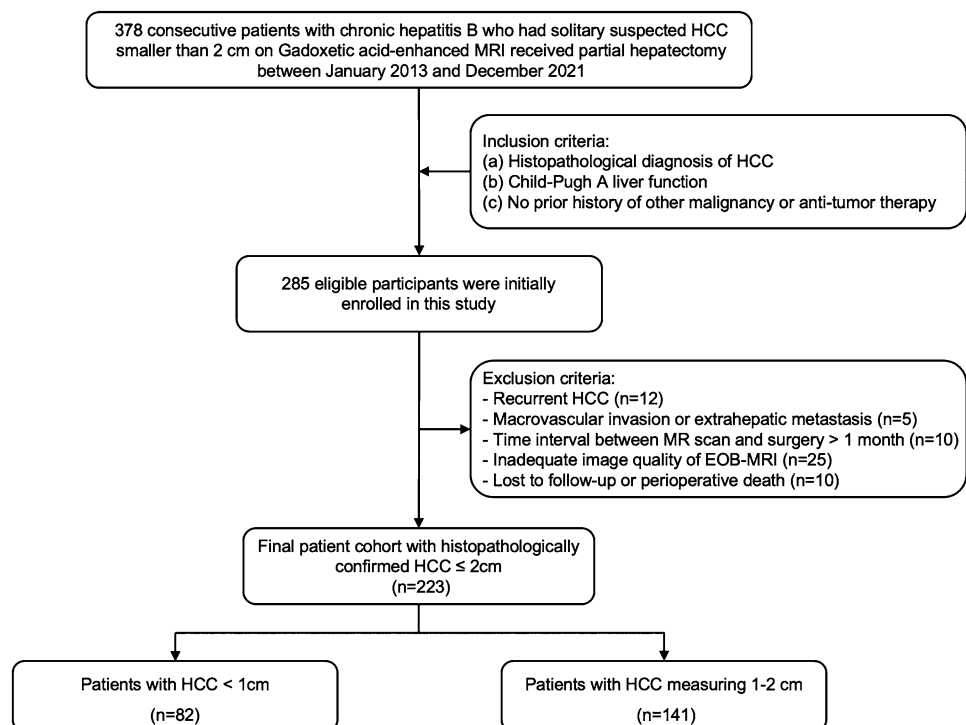 378 consecutive patients with chronic hepatitis B who had solitary suspected HCC
smaller than 2 cm on Gadoxetic acid-enhanced MRI received partial hepatectomy
between January 2013 and December 2021
Inclusion criteria:
(a) Histopathological diagnosis of HCC
(b) Child-Pugh A liver function
(c) No prior history of other malignancy or anti-tumor therapy
285 eligible participants were initially
enrolled in this study
Exclusion criteria:
- Recurrent HCC (n=12)
- Macrovascular invasion or extrahepatic metastasis (n=5)
- Time interval between MR scan and surgery > 1 month (n=10)
- Inadequate image quality of EOB-MRI (n=25)
- Lost to follow-up or perioperative death (n=10)
Final patient cohort with histopathologically
confirmed HCC ≤ 2cm
(n=223)
Patients with HCC < 1cm
(n=82)
Patients with HCC measuring 1-2 cm
(n=141)